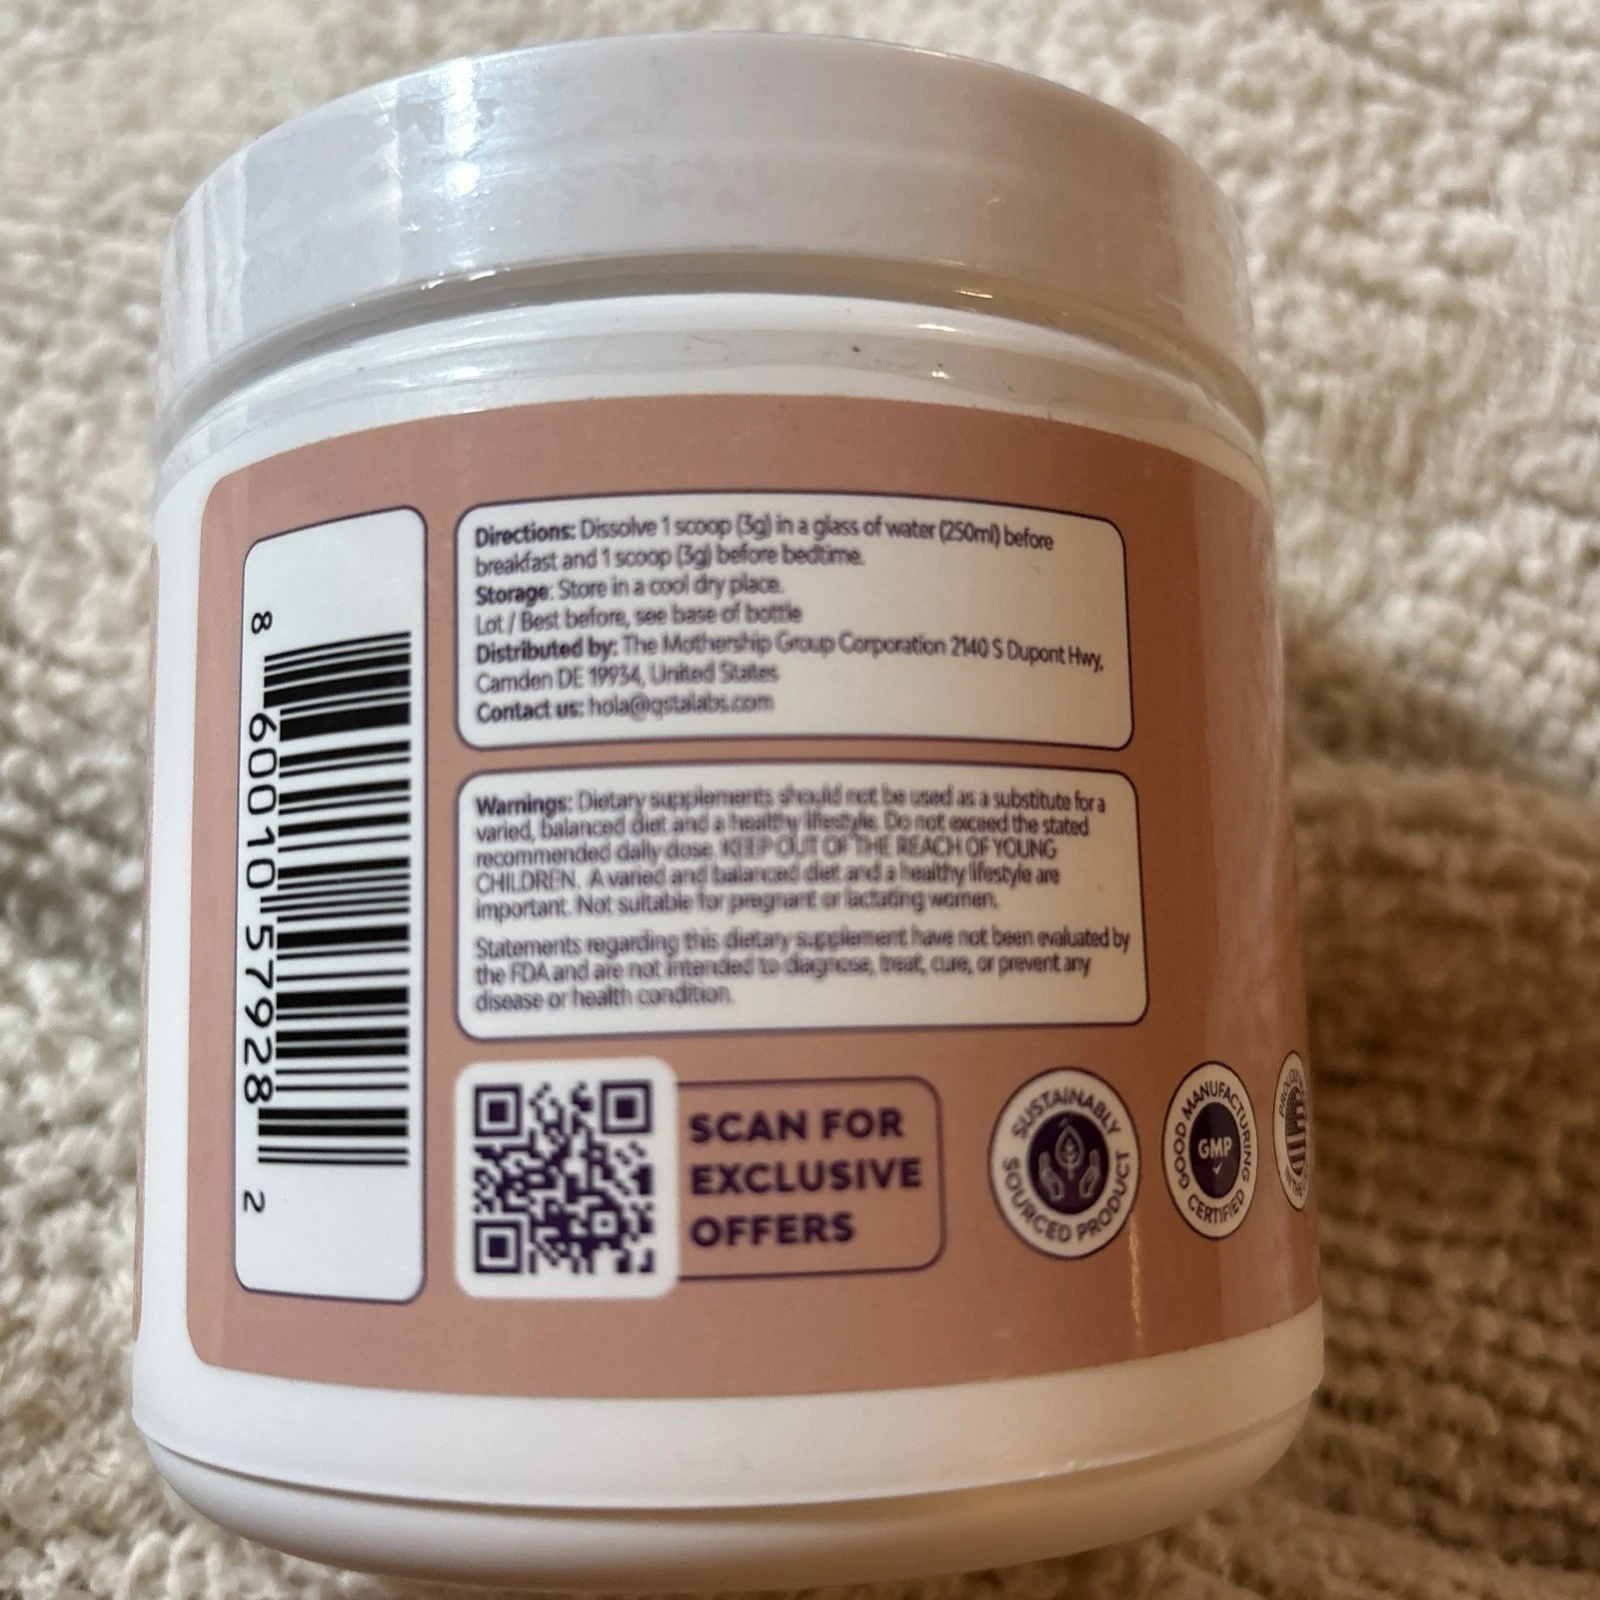 Directions: Dissolve 1 scoop (3g) in a glass of water (250ml) before
breakfast and 1 scoop (3g) before bedtime.
Storage: Store in a cool dry place.
Lot / Best before, see base of bottle
Distributed by: The Mothership Group Corporation 2140 S Dupont Hwy,
Camden DE 19934, United States
Contact us: hola@qstalabs.com
Warnings: Dietary supplements should not be used as a substitute for a
varied, balanced diet and a healthy lifestyle. Do not exceed the stated
recommended daily dose. KEEP OUT OF THE REACH OF YOUNG
CHILDREN. A varied and balanced diet and a healthy lifestyle are
important. Not suitable for pregnant or lactating women.
Statements regarding this dietary supplement have not been evaluated by
the FDA and are not intended to diagnose, treat, cure, or prevent any
disease or health condition.
8 60010 57928 2
SCAN FOR
EXCLUSIVE
OFFERS
SUSTAINABLY
SOURCED PRODUCT
GOOD MANUFACTURING
GMP
CERTIFIED